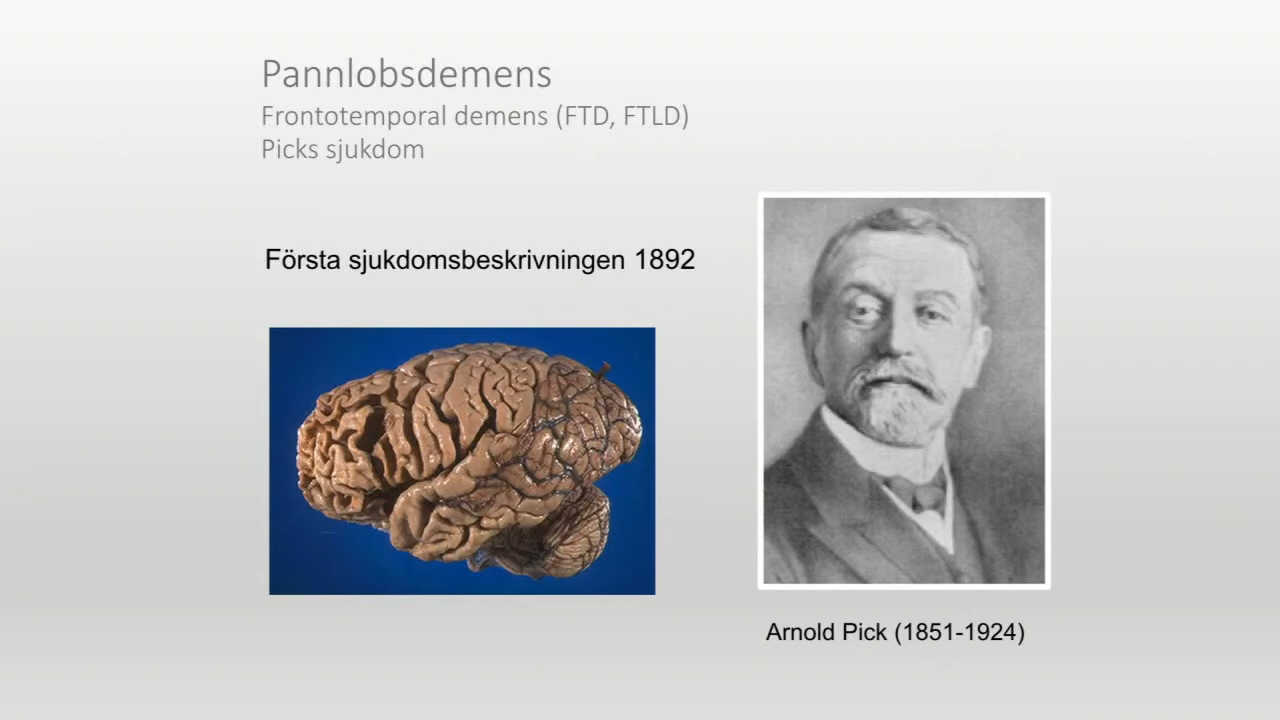 Pannlobsdemens
Frontotemporal demens (FTD, FTLD)
Picks sjukdom
Första sjukdomsbeskrivningen 1892
Arnold Pick (1851-1924)